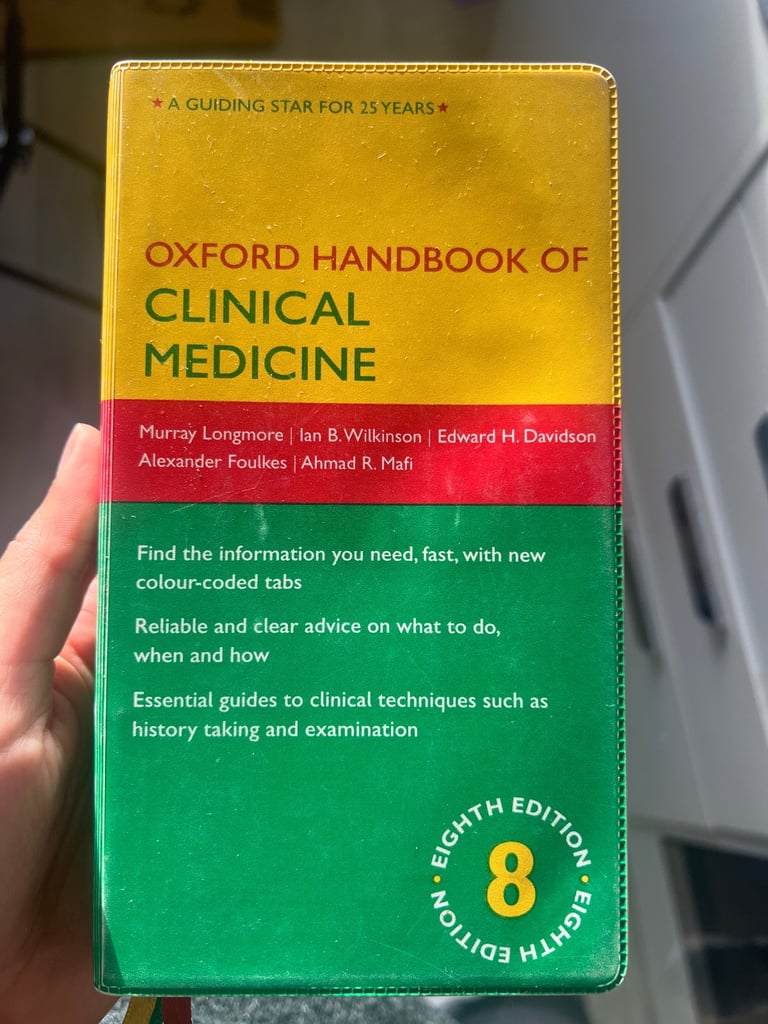 ★ A GUIDING STAR FOR 25 YEARS ★
OXFORD HANDBOOK OF
CLINICAL
MEDICINE
Murray Longmore | Ian B. Wilkinson | Edward H. Davidson
Alexander Foulkes | Ahmad R. Mafi
Find the information you need, fast, with new
colour-coded tabs
Reliable and clear advice on what to do,
when and how
Essential guides to clinical techniques such as
history taking and examination
EIGHTH EDITION • EIGHTH EDITION •
8